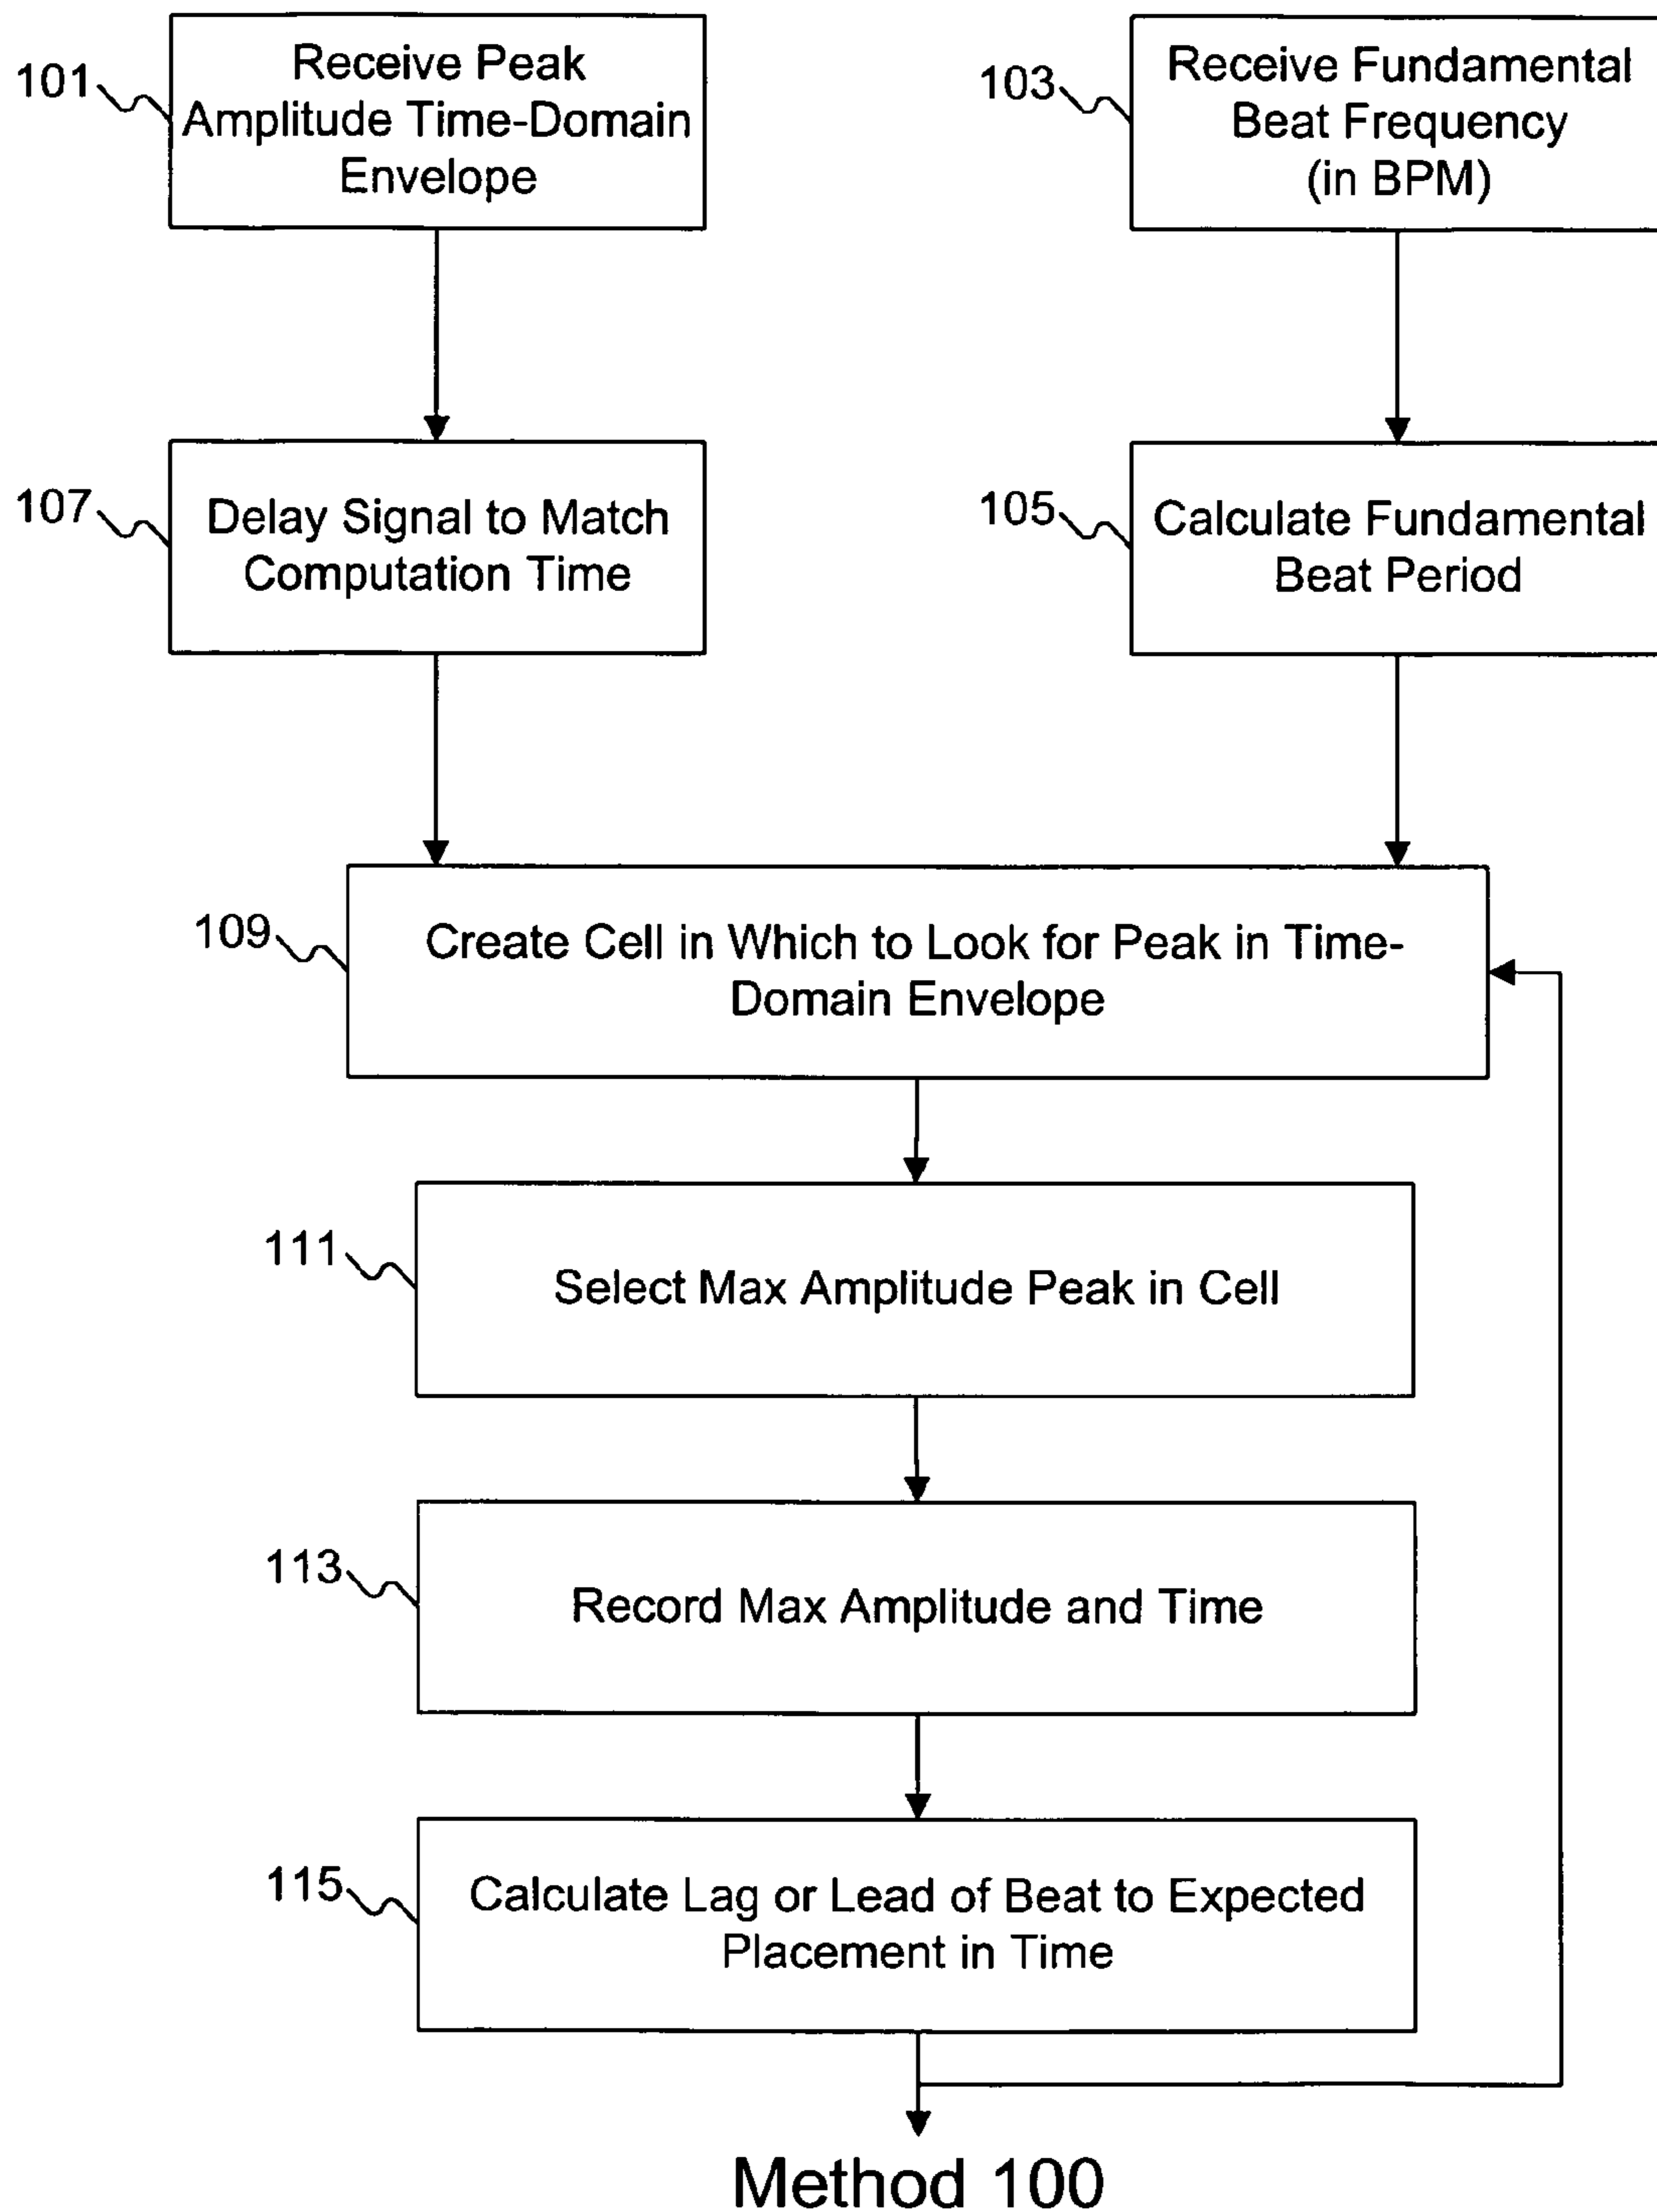 101
Receive Peak
Amplitude Time-Domain
Envelope
103
Receive Fundamental
Beat Frequency
(in BPM)
107
Delay Signal to Match
Computation Time
105
Calculate Fundamental
Beat Period
109
Create Cell in Which to Look for Peak in Time-
Domain Envelope
111
Select Max Amplitude Peak in Cell
113
Record Max Amplitude and Time
115
Calculate Lag or Lead of Beat to Expected
Placement in Time
Method 100